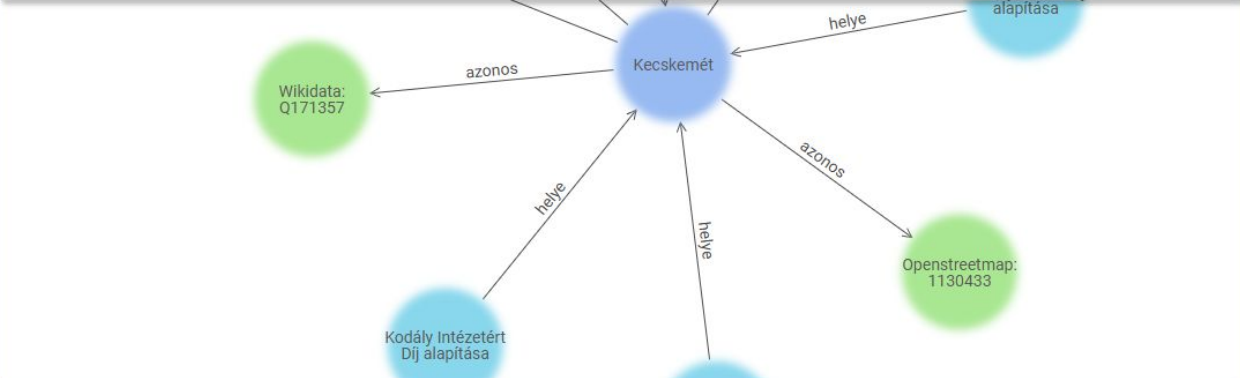 alapítása
helye
Kecskemét
azonos
Wikidata:
Q171357
azonos
helye
helye
Openstreetmap:
1130433
Kodály Intézetért
Díj alapítása